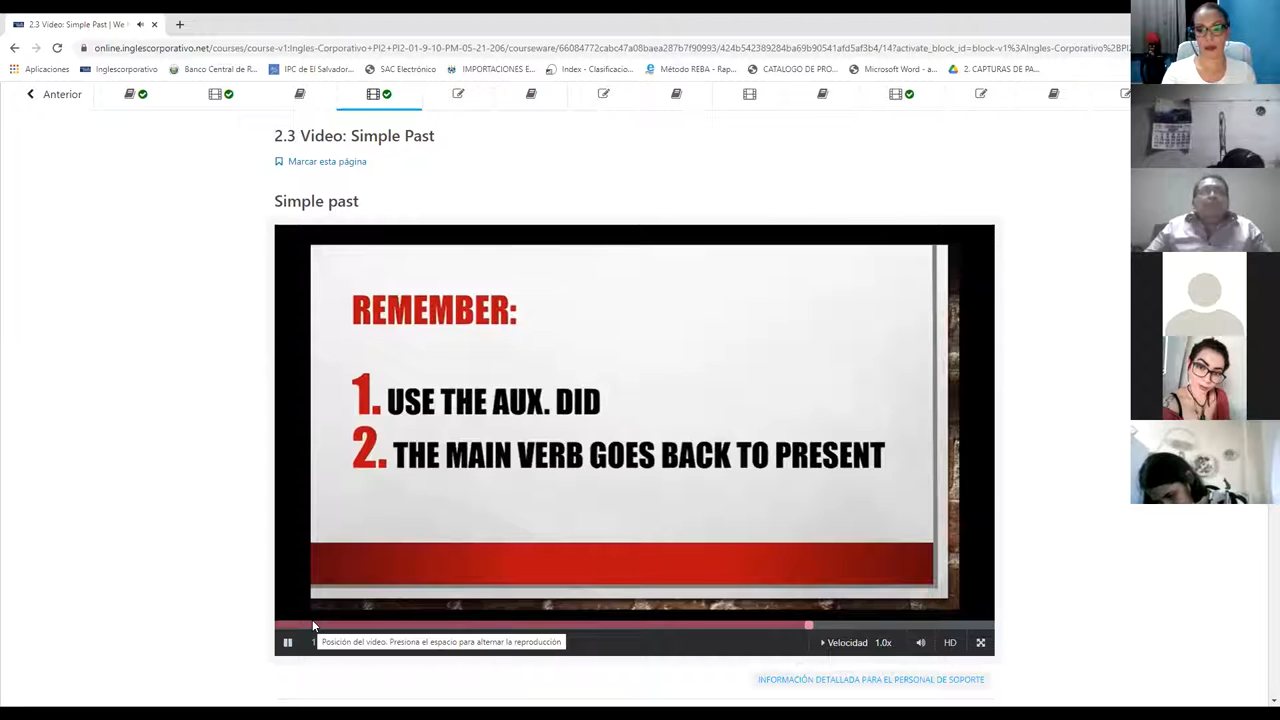 2.3 Video: Simple Past | We
online.inglescorporativo.net/courses/course-v1:Ingles-Corporativo+PI2+PI2-01-9-10-PM-05-21-206/courseware/66084772cabc47a08baea287b7f90993/424b542389284ba69b90541afd5af3b4/14?activate_block_id=block-v1%3AIngles-Corporativo%2BPI
Aplicaciones
Inglescorporativo
Banco Central de R...
IPC de El Salvador...
SAC Electrónico
IMPORTACIONES E...
Index - Clasificacio...
Método REBA - Rap...
CATALOGO DE PRO...
Microsoft Word - a...
2. CAPTURAS DE PA...
Anterior
2.3 Video: Simple Past
Marcar esta página
Simple past
REMEMBER:
1. USE THE AUX. DID
2. THE MAIN VERB GOES BACK TO PRESENT
Posición del video. Presiona el espacio para alternar la reproducción
Velocidad 1.0x HD
INFORMACIÓN DETALLADA PARA EL PERSONAL DE SOPORTE